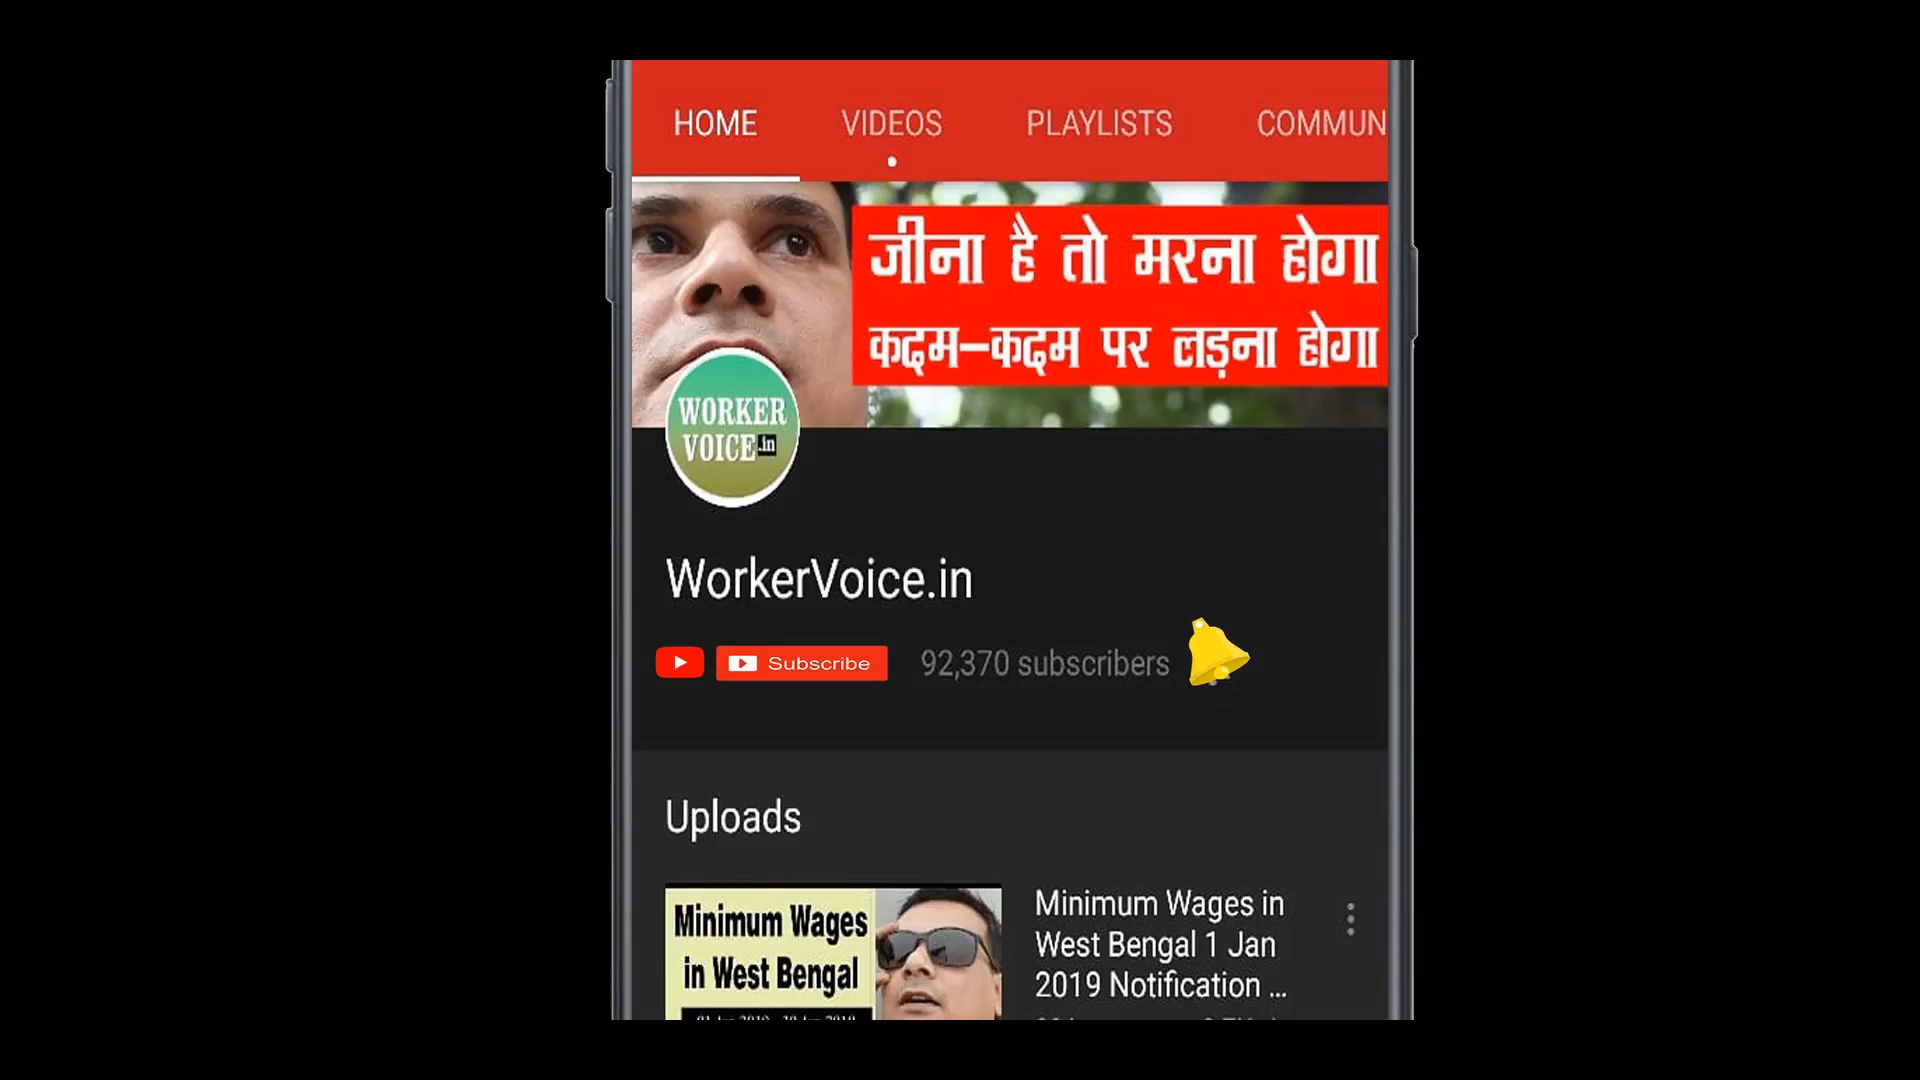 HOME VIDEOS PLAYLISTS COMMUN
जीना है तो मरना होगा
कदम-कदम पर लड़ना होगा
WORKER
VOICE.in
WorkerVoice.in
Subscribe 92,370 subscribers
Uploads
Minimum Wages
in West Bengal
Minimum Wages in
West Bengal 1 Jan
2019 Notification ...